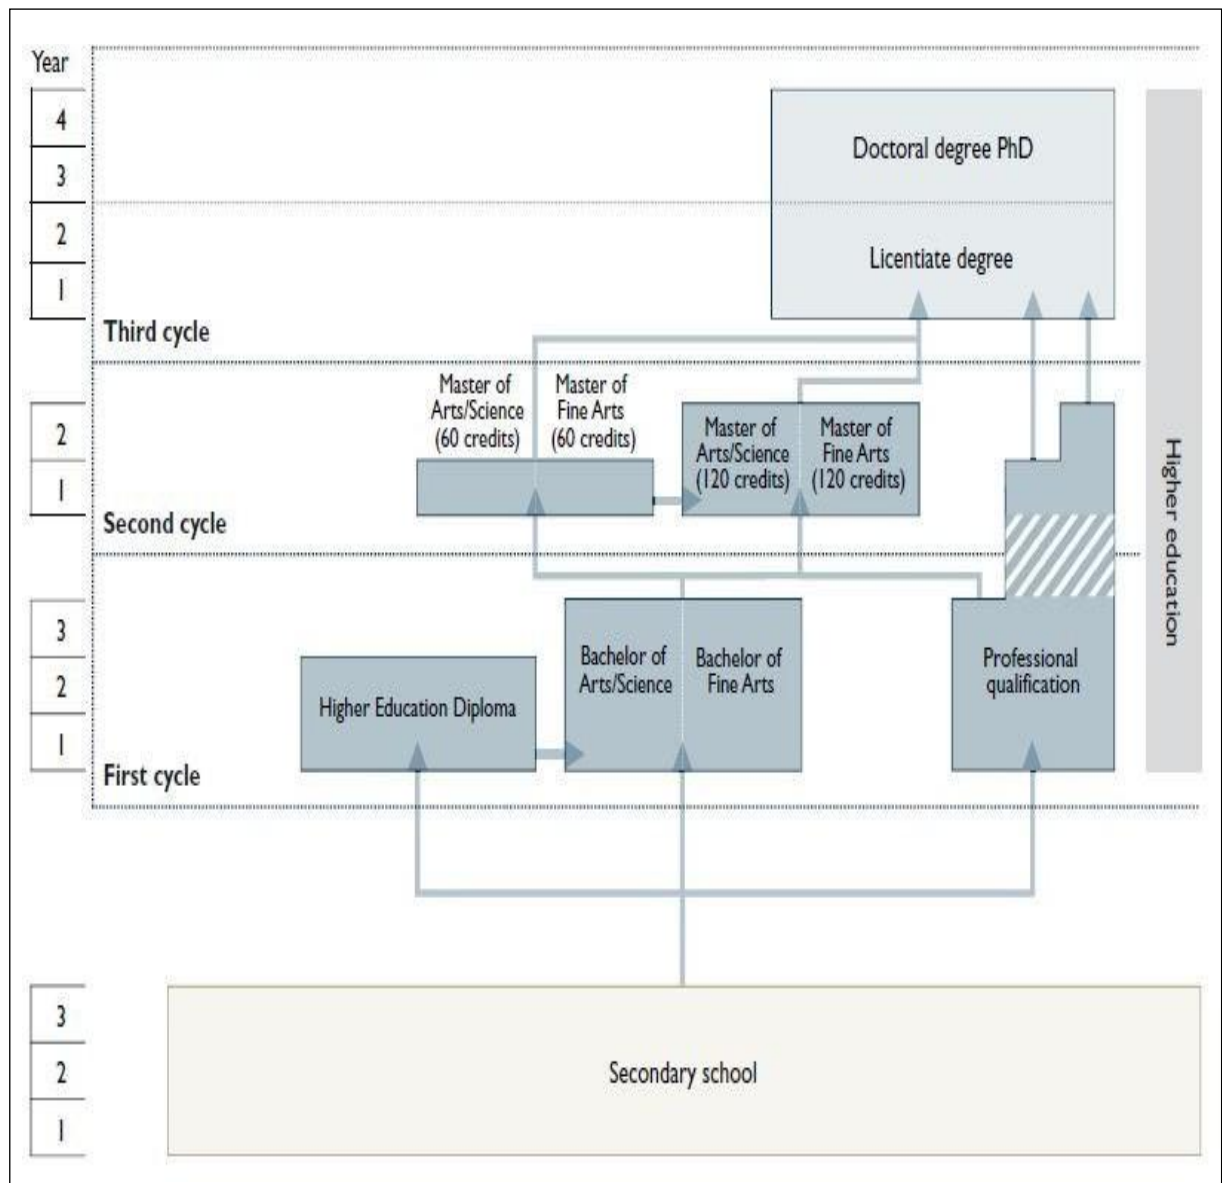 Year
4
3
2
1
Doctoral degree PhD
Licentiate degree
Third cycle
Master of
Arts/Science
(60 credits)
Master of
Fine Arts
(60 credits)
2
1
Master of
Arts/Science
(120 credits)
Master of
Fine Arts
(120 credits)
Second cycle
Higher education
3
2
1
Higher Education Diploma
Bachelor of
Arts/Science
Bachelor of
Fine Arts
Professional
qualification
First cycle
3
2
1
Secondary school